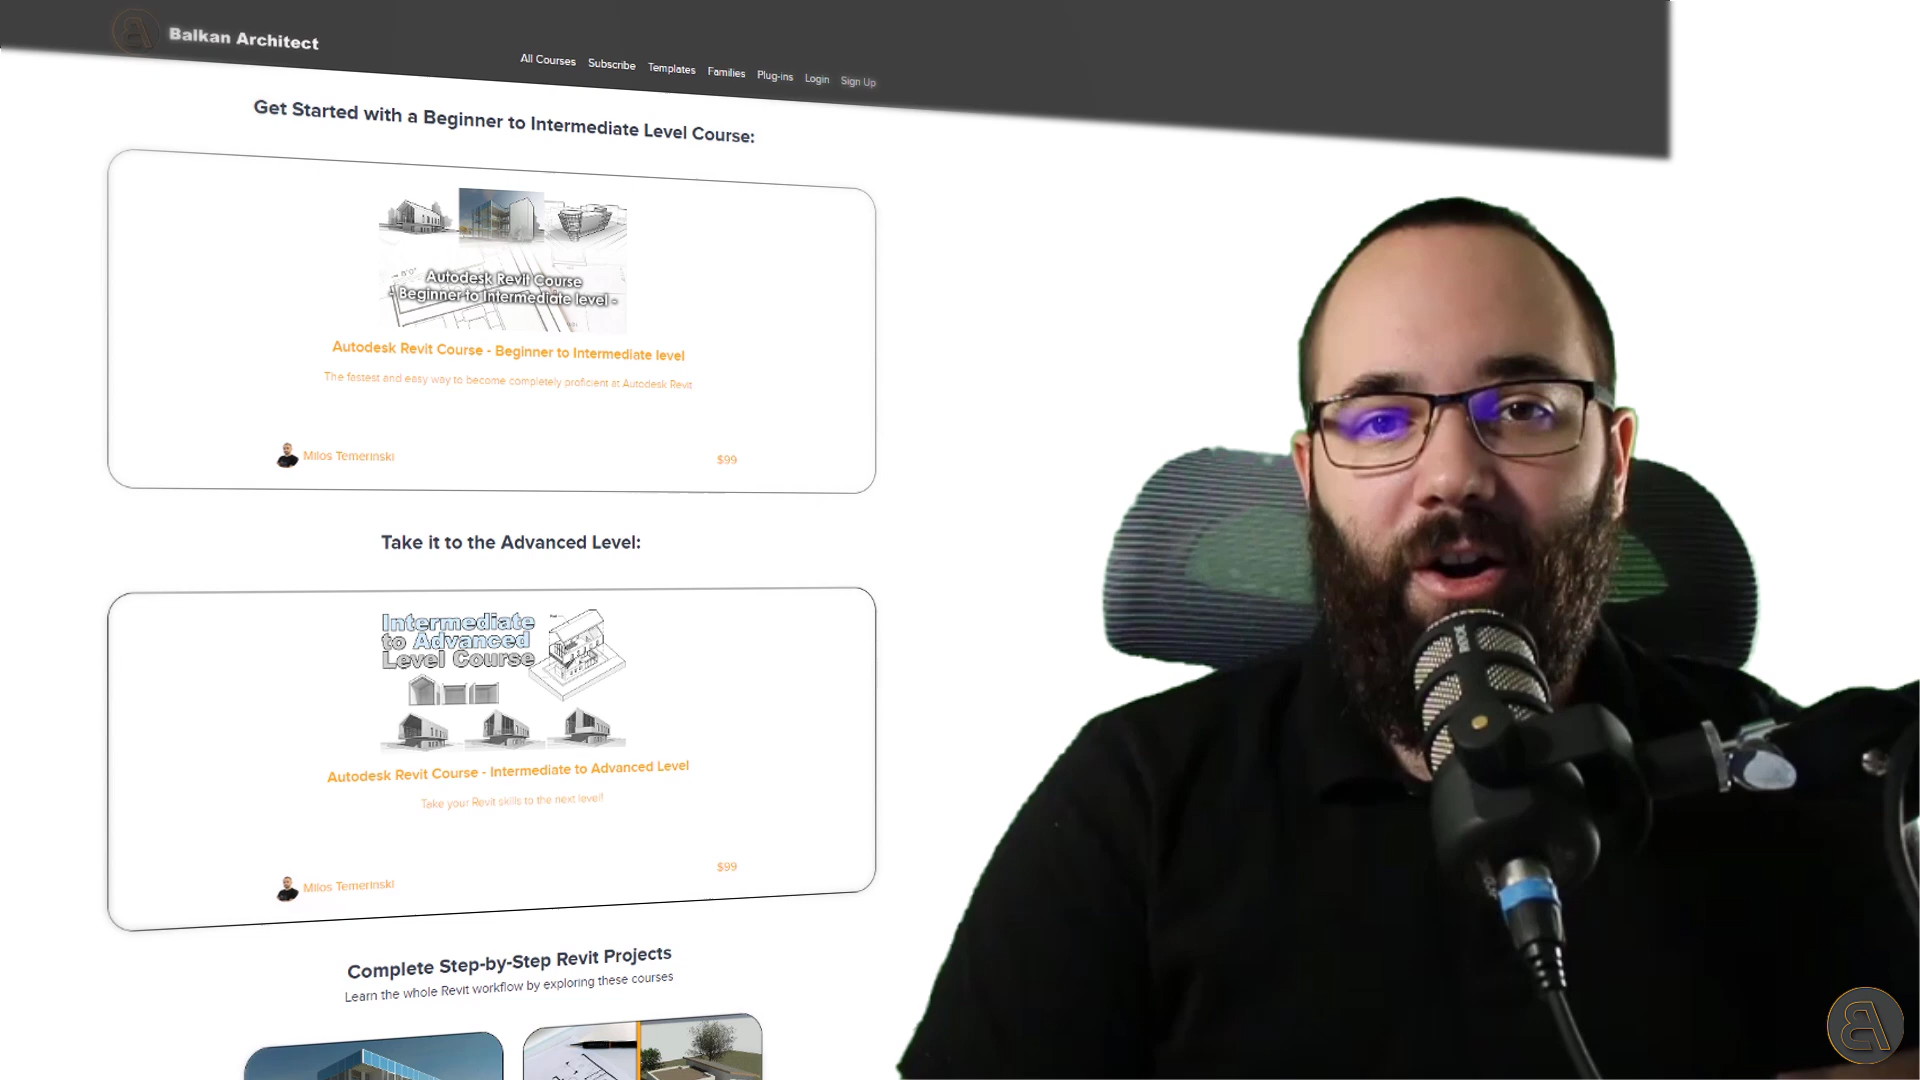 Balkan Architect
All Courses Subscribe Templates Families Plug-ins Login Sign Up
Get Started with a Beginner to Intermediate Level Course:
Autodesk Revit Course
- Beginner to Intermediate level -
Autodesk Revit Course - Beginner to Intermediate level
The fastest and easy way to become completely proficient at Autodesk Revit
Milos Temerinski
$99
Take it to the Advanced Level:
Intermediate
to Advanced
Level Course
Autodesk Revit Course - Intermediate to Advanced Level
Take your Revit skills to the next level!
$99
Milos Temerinski
Complete Step-by-Step Revit Projects
Learn the whole Revit workflow by exploring these courses
RODE